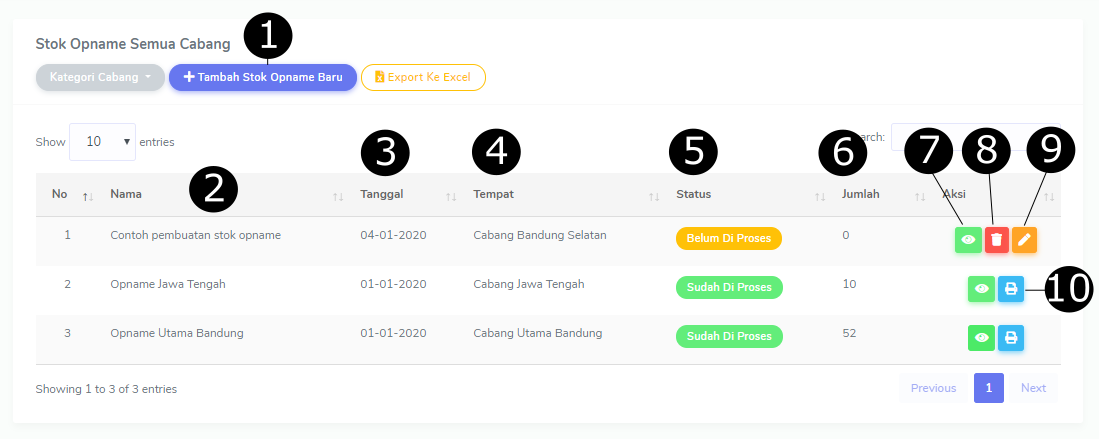 1
Stok Opname Semua Cabang
Kategori Cabang Tambah Stok Opname Baru Export Ke Excel
Show 10 entries arch:
2 3 4 5 6 7 8 9
No Nama Tanggal Tempat Status Jumlah Aksi
1 Contoh pembuatan stok opname 04-01-2020 Cabang Bandung Selatan Belum Di Proses 0
2 Opname Jawa Tengah 01-01-2020 Cabang Jawa Tengah Sudah Di Proses 10 10
3 Opname Utama Bandung 01-01-2020 Cabang Utama Bandung Sudah Di Proses 52
Showing 1 to 3 of 3 entries Previous 1 Next